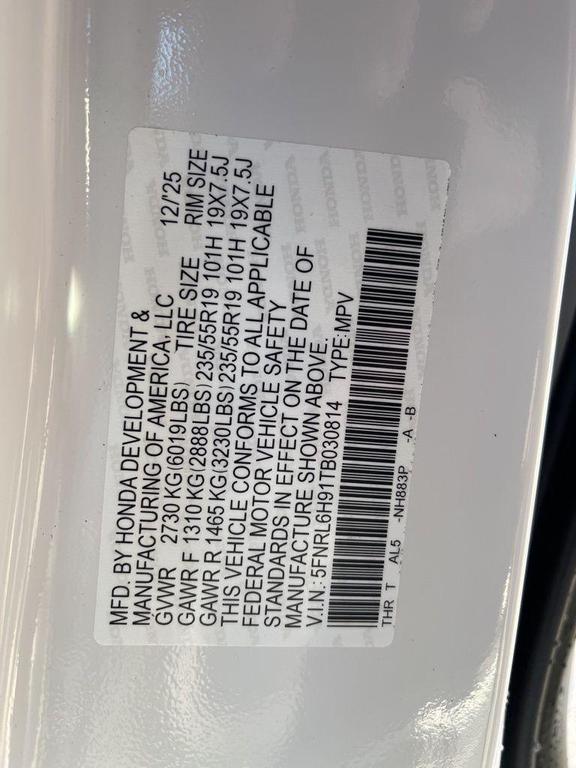 MFD. BY HONDA DEVELOPMENT &
MANUFACTURING OF AMERICA, LLC 12/'25
GVWR 2730 KG(6019LBS) TIRE SIZE RIM SIZE
GAWR F 1310 KG(2888LBS)235/55R19 101H 19X7.5J
GAWR R 1465 KG(3230LBS)235/55R19 101H 19X7.5J
THIS VEHICLE CONFORMS TO ALL APPLICABLE
FEDERAL MOTOR VEHICLE SAFETY
STANDARDS IN EFFECT ON THE DATE OF
MANUFACTURE SHOWN ABOVE.
V.I.N.: 5FNRL6H91TB030814 TYPE:MPV
THR T AL5 -NH883P -A -B
HONDA